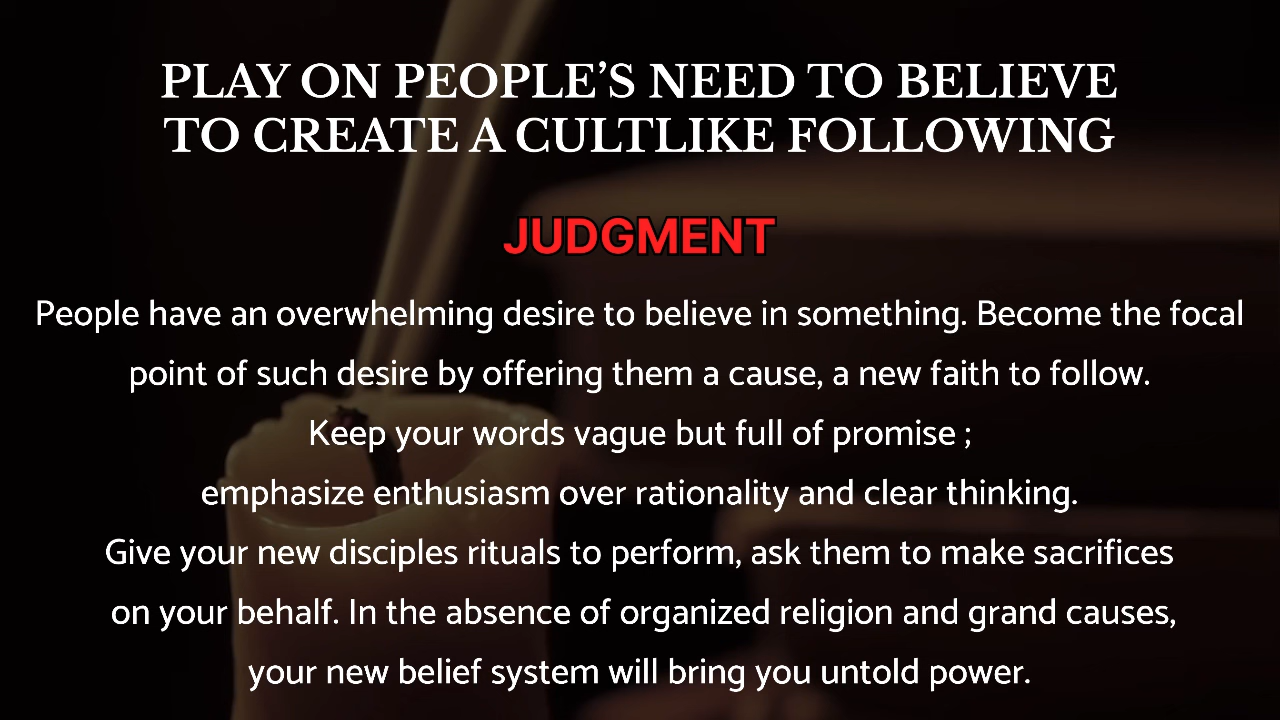 PLAY ON PEOPLE’S NEED TO BELIEVE
TO CREATE A CULTLIKE FOLLOWING
JUDGMENT
People have an overwhelming desire to believe in something. Become the focal
point of such desire by offering them a cause, a new faith to follow.
Keep your words vague but full of promise ;
emphasize enthusiasm over rationality and clear thinking.
Give your new disciples rituals to perform, ask them to make sacrifices
on your behalf. In the absence of organized religion and grand causes,
your new belief system will bring you untold power.